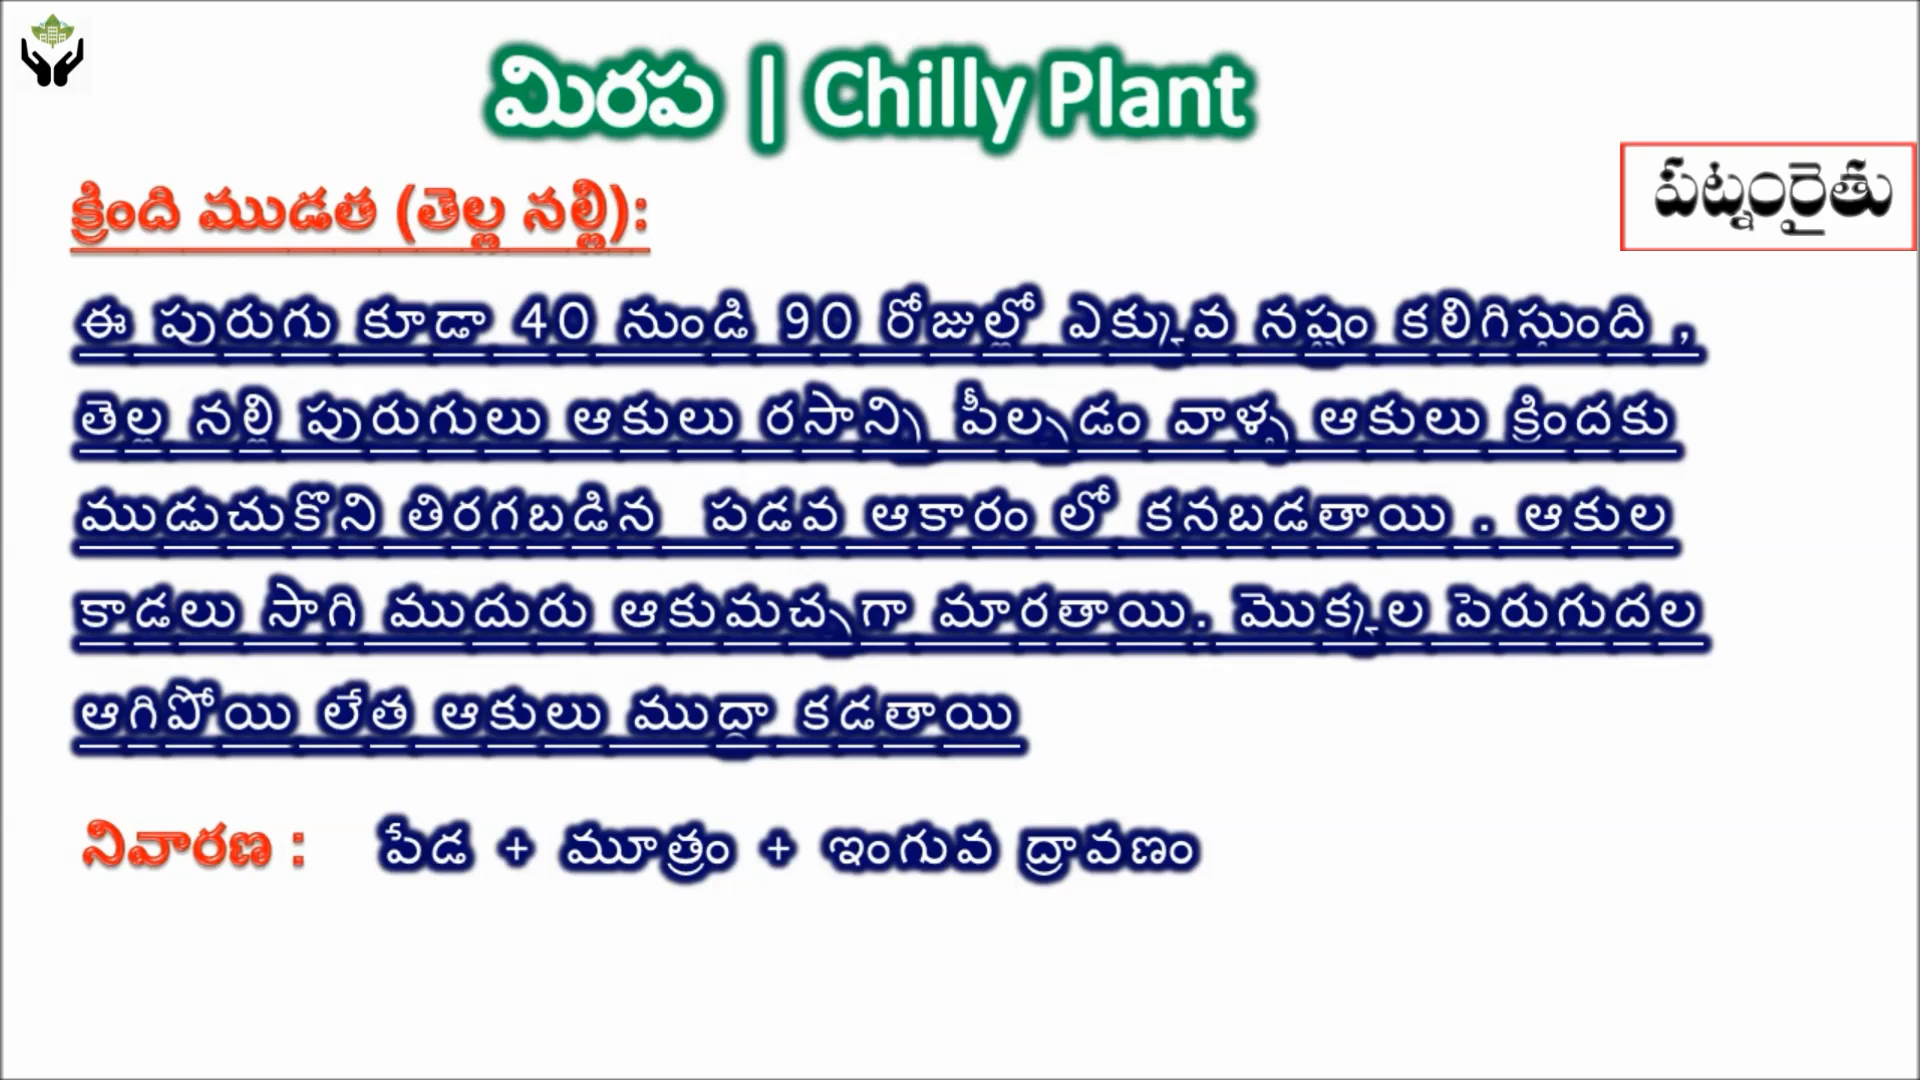 మిరప | Chilly Plant
పట్నంరైతు
క్రింది ముడత (తెల్ల నల్లి):
ఈ పురుగు కూడా 40 నుండి 90 రోజుల్లో ఎక్కువ నష్టం కలిగిస్తుంది ,
తెల్ల నల్లి పురుగులు ఆకులు రసాన్ని పీల్చడం వాళ్ళ ఆకులు క్రిందకు
ముడుచుకొని తిరగబడిన పడవ ఆకారం లో కనబడతాయి . ఆకుల
కాడలు సాగి ముదురు ఆకుమచ్చగా మారతాయి. మొక్కల పెరుగుదల
ఆగిపోయి లేత ఆకులు ముద్దా కడతాయి
నివారణ : పేడ + మూత్రం + ఇంగువ ద్రావణం